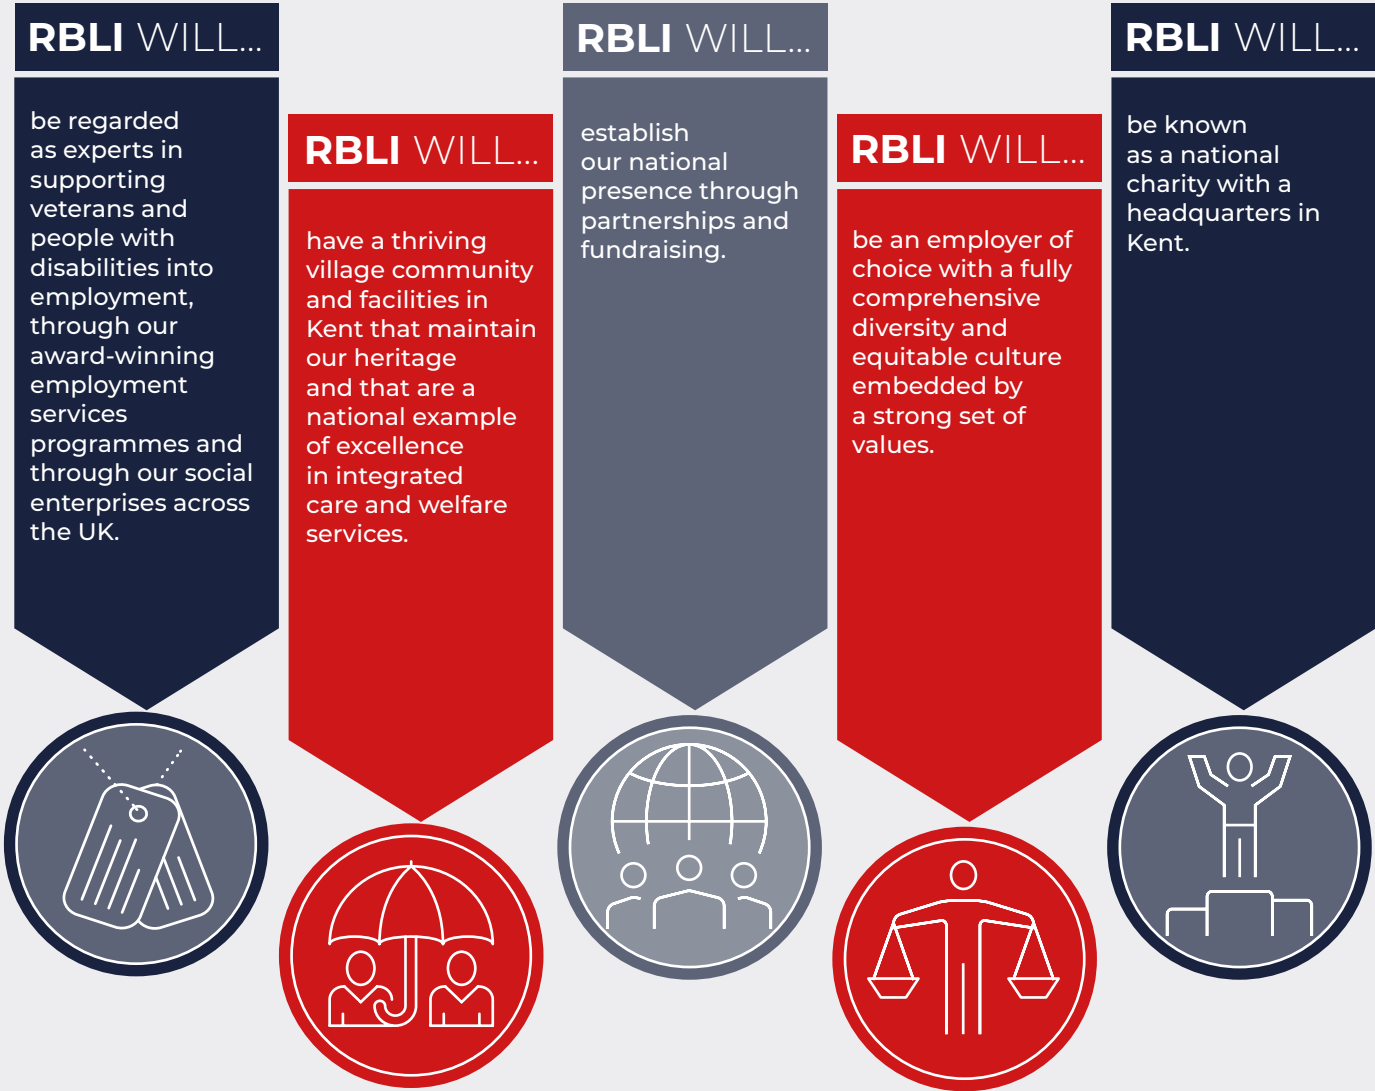 RBLI WILL...
be regarded
as experts in
supporting
veterans and
people with
disabilities into
employment,
through our
award-winning
employment
services
programmes and
through our social
enterprises across
the UK.
RBLI WILL...
have a thriving
village community
and facilities in
Kent that maintain
our heritage
and that are a
national example
of excellence
in integrated
care and welfare
services.
RBLI WILL...
establish
our national
presence through
partnerships and
fundraising.
RBLI WILL...
be an employer of
choice with a fully
comprehensive
diversity and
equitable culture
embedded by
a strong set of
values.
RBLI WILL...
be known
as a national
charity with a
headquarters in
Kent.